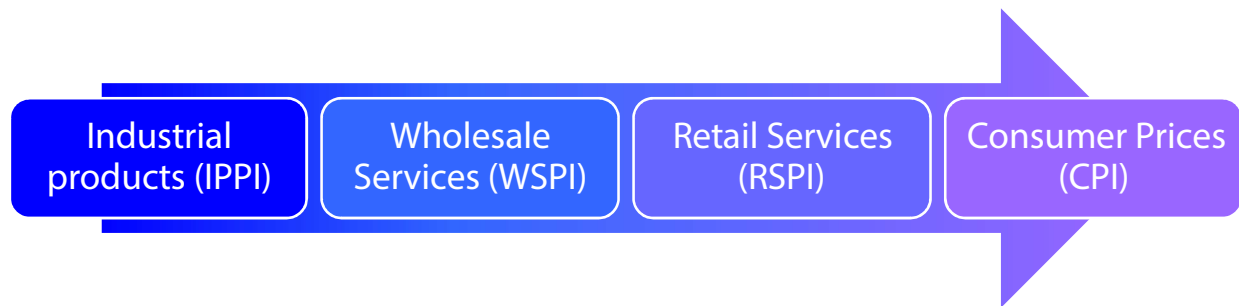 Industrial
products (IPPI)
Wholesale
Services (WSPI)
Retail Services
(RSPI)
Consumer Prices
(CPI)